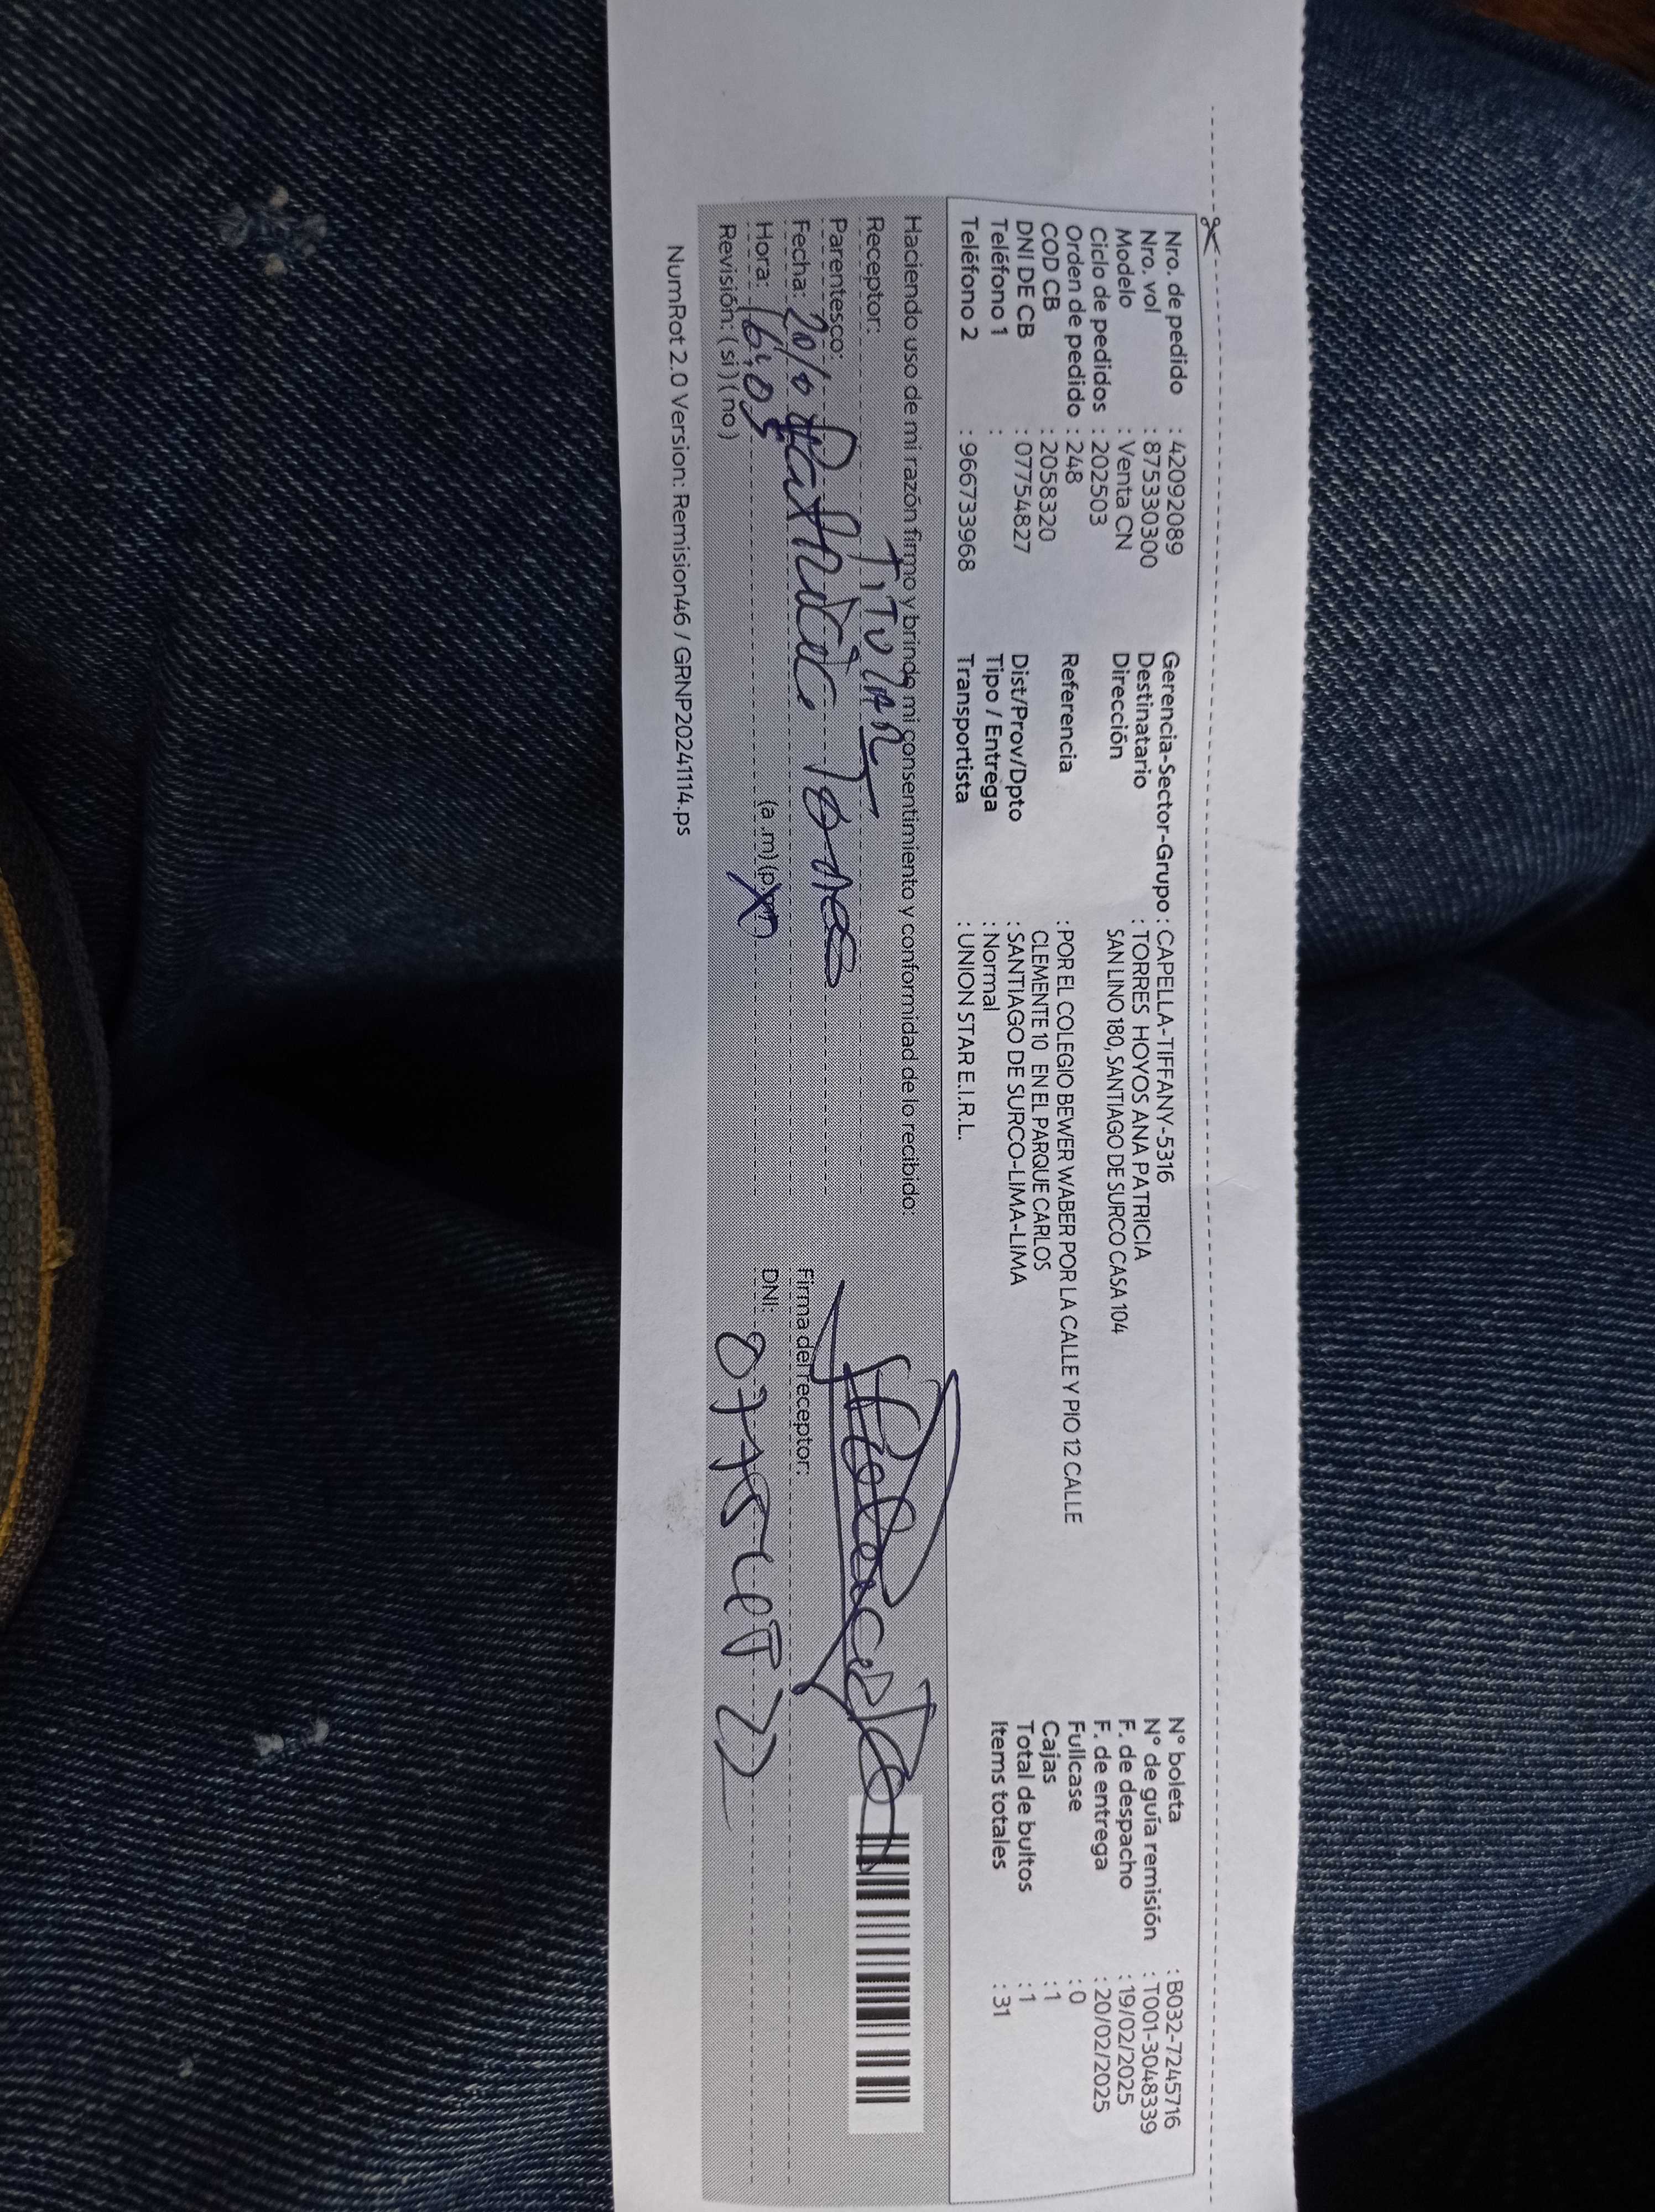 Nro. de pedido : 42092089
Nro. vol : 875330300
Modelo : Venta CN
Ciclo de pedidos : 202503
Orden de pedido : 248
COD CB : 2058320
DNI DE CB : 07754827
Teléfono 1 :
Teléfono 2 : 966733968
Gerencia-Sector-Grupo : CAPELLA-TIFFANY-5316
Destinatario : TORRES HOYOS ANA PATRICIA
Dirección SAN LINO 180, SANTIAGO DE SURCO CASA 104
Referencia : POR EL COLEGIO BEWER WABER POR LA CALLE Y PIO 12 CALLE
CLEMENTE 10 EN EL PARQUE CARLOS
Dist/Prov/Dpto : SANTIAGO DE SURCO-LIMA-LIMA
Tipo / Entrega : Normal
Transportista : UNION STAR E.I.R.L.
N° boleta : B032-7245716
N° de guía remisión : T001-3048339
F. de despacho : 19/02/2025
F. de entrega : 20/02/2025
Fullcase : 0
Cajas : 1
Total de bultos : 1
Items totales : 31
Haciendo uso de mi razón firmo y brindo mi consentimiento y conformidad de lo recibido:
Receptor: TITULAR
Parentesco: Torres
Fecha: 20/0
Hora: 16:05 (a.m) (p.m)
Revisión: (si) (no)
Firma del receptor:
DNI:
NumRot 2.0 Version: Remision46 / GRNP20241114.ps